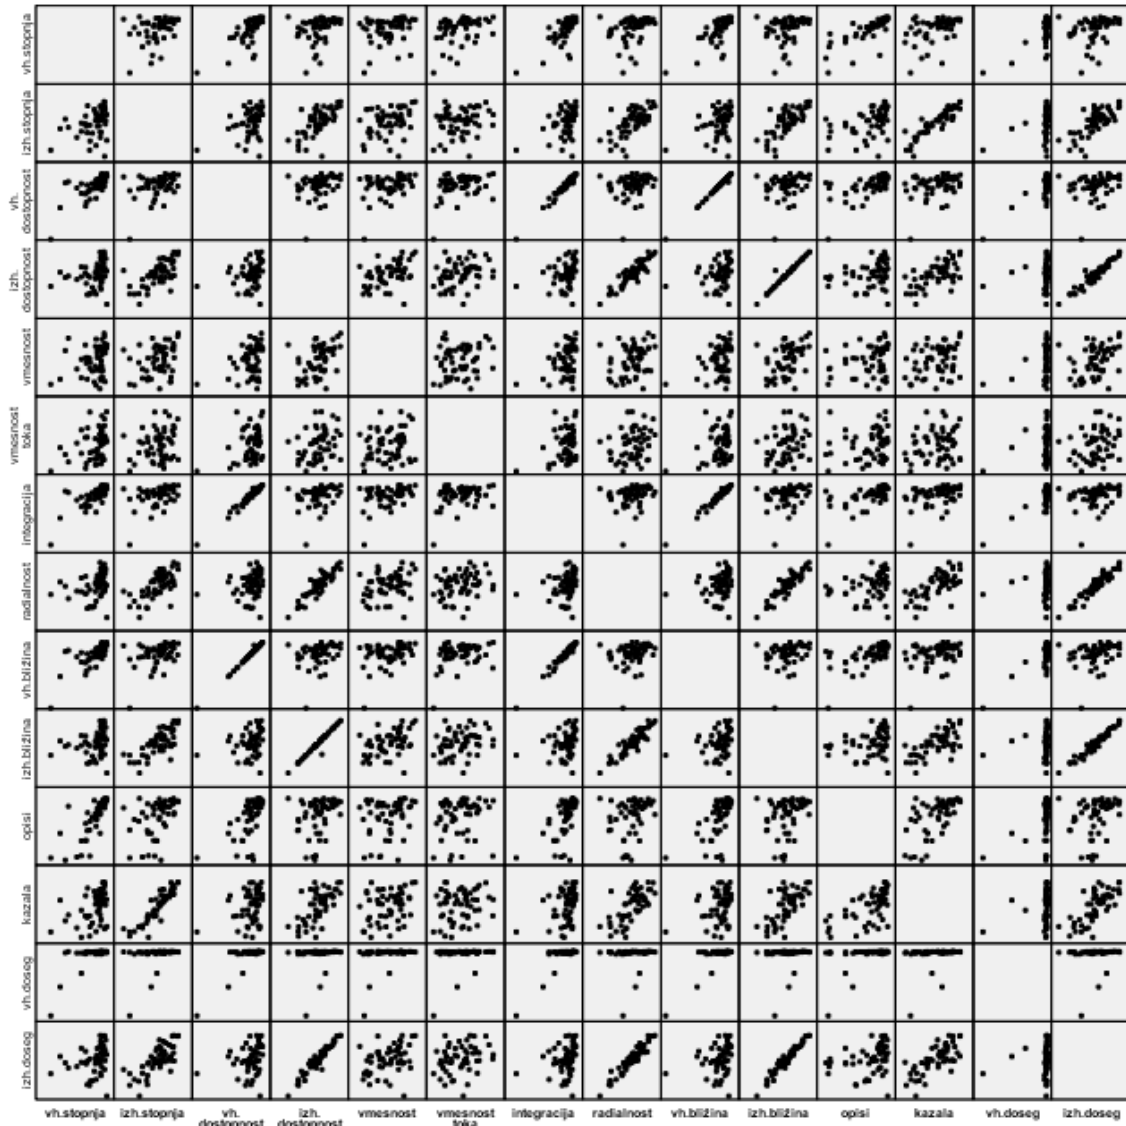 vh.stopnja
izh.stopnja
vh.
dostopnost
izh.
dostopnost
vmesnost
vmesnost
toka
integracija
radialnost
vh.bližina
izh.bližina
opisi
kazala
vh.doseg
izh.doseg
vh.stopnja izh.stopnja vh. izh. vmesnost vmesnost integracija radialnost vh.bližina izh.bližina opisi kazala vh.doseg izh.doseg
dostopnost dostopnost toka